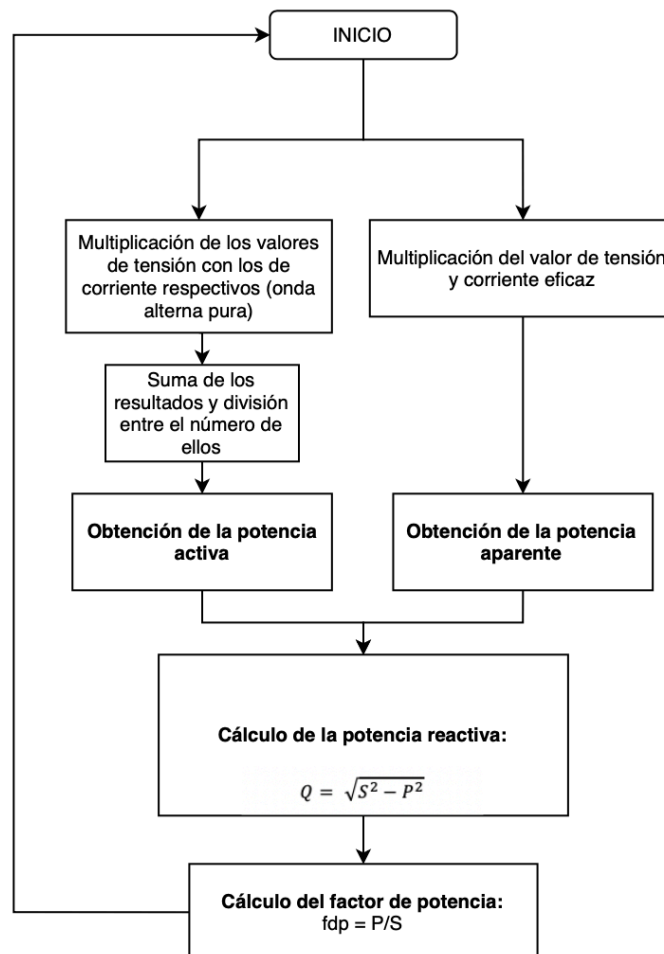 INICIO
Multiplicación de los valores
de tensión con los de
corriente respectivos (onda
alterna pura)
Multiplicación del valor de tensión
y corriente eficaz
Suma de los
resultados y división
entre el número de
ellos
Obtención de la potencia
activa
Obtención de la potencia
aparente
Cálculo de la potencia reactiva:
Q = √S² − P²
Cálculo del factor de potencia:
fdp = P/S